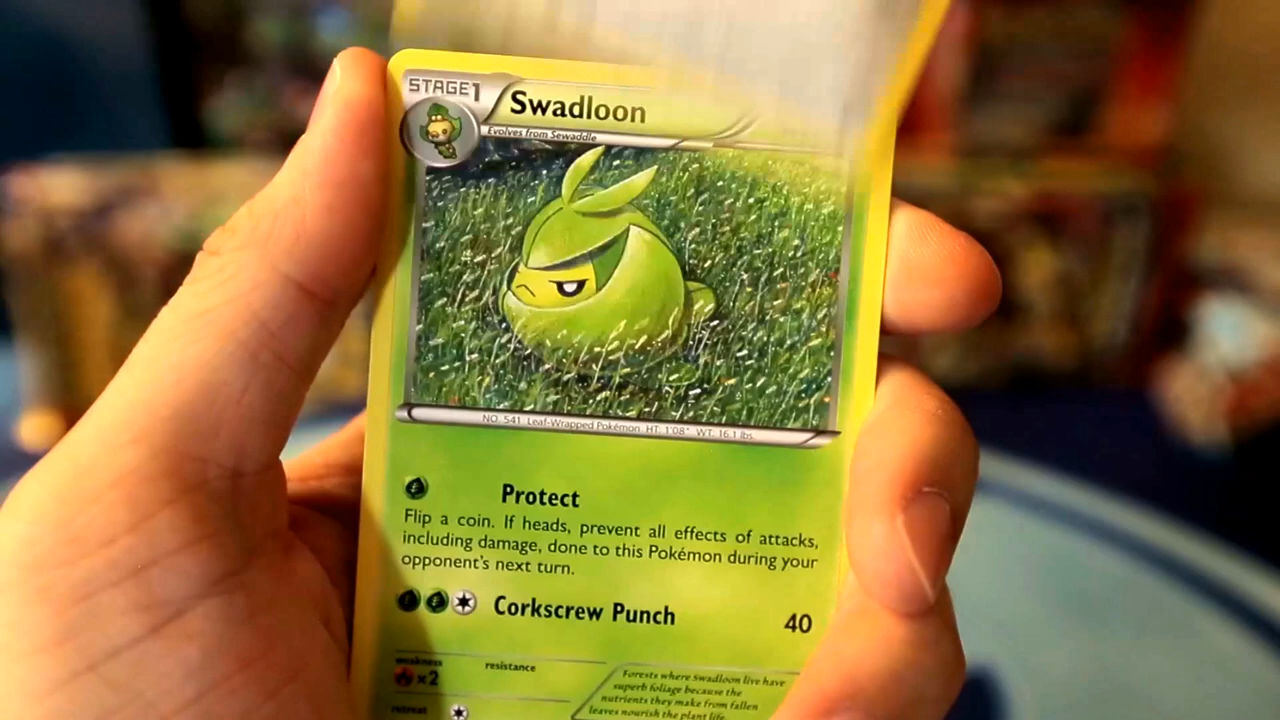 STAGE1
Swadloon
Evolves from Sewaddle
NO. 541 Leaf-Wrapped Pokémon HT: 1'08" WT: 16.1 lbs.
Protect
Flip a coin. If heads, prevent all effects of attacks,
including damage, done to this Pokémon during your
opponent's next turn.
Corkscrew Punch 40
weakness resistance
×2
retreat
Forests where Swadloon live have
superb foliage because the
nutrients they make from fallen
leaves nourish the plant life.